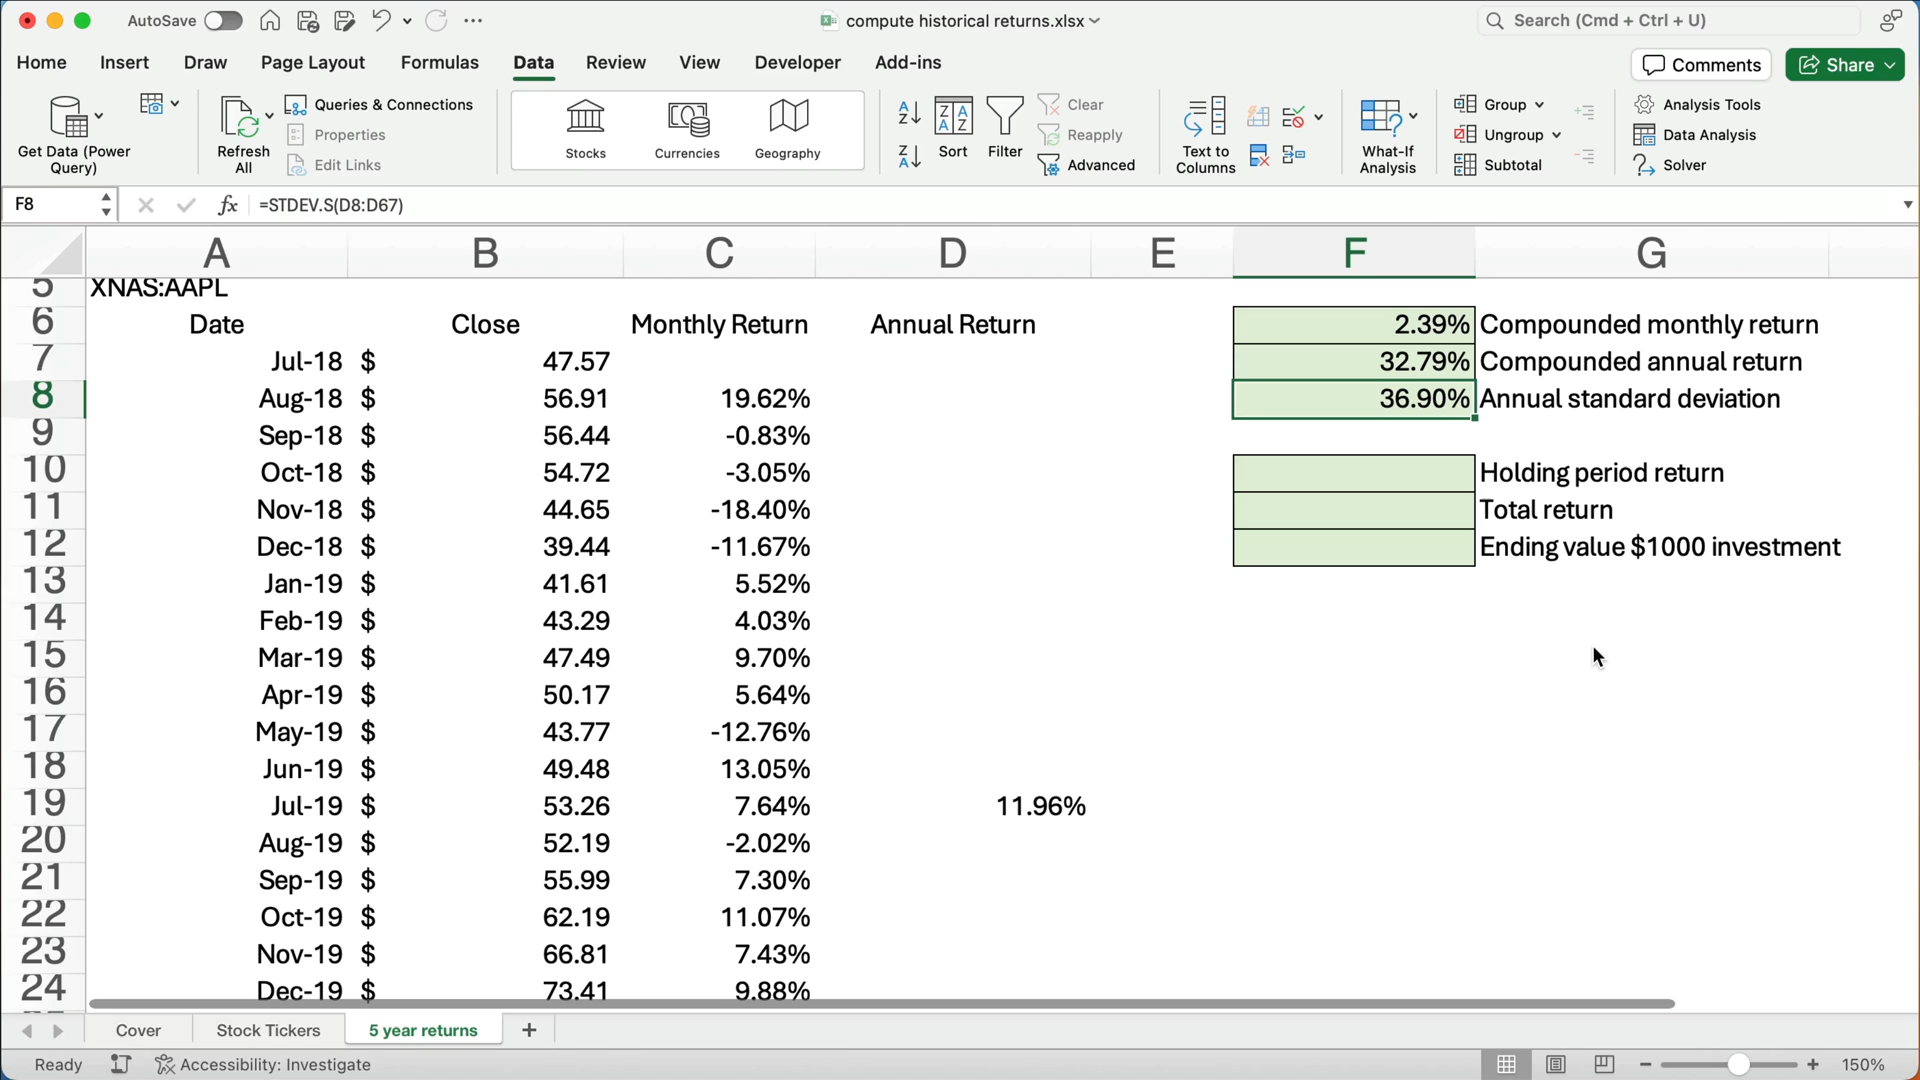 AutoSave
compute historical returns.xlsx
Search (Cmd + Ctrl + U)
Home Insert Draw Page Layout Formulas Data Review View Developer Add-ins
Comments Share
Get Data (Power Query)
Refresh All
Queries & Connections
Properties
Edit Links
Stocks Currencies Geography
Sort Filter
Clear
Reapply
Advanced
Text to Columns
What-If Analysis
Group
Ungroup
Subtotal
Analysis Tools
Data Analysis
Solver
F8 fx =STDEV.S(D8:D67)
A B C D E F G
5 XNAS:AAPL
6 Date Close Monthly Return Annual Return 2.39% Compounded monthly return
7 Jul-18 $ 47.57 32.79% Compounded annual return
8 Aug-18 $ 56.91 19.62% 36.90% Annual standard deviation
9 Sep-18 $ 56.44 -0.83%
10 Oct-18 $ 54.72 -3.05% Holding period return
11 Nov-18 $ 44.65 -18.40% Total return
12 Dec-18 $ 39.44 -11.67% Ending value $1000 investment
13 Jan-19 $ 41.61 5.52%
14 Feb-19 $ 43.29 4.03%
15 Mar-19 $ 47.49 9.70%
16 Apr-19 $ 50.17 5.64%
17 May-19 $ 43.77 -12.76%
18 Jun-19 $ 49.48 13.05%
19 Jul-19 $ 53.26 7.64% 11.96%
20 Aug-19 $ 52.19 -2.02%
21 Sep-19 $ 55.99 7.30%
22 Oct-19 $ 62.19 11.07%
23 Nov-19 $ 66.81 7.43%
24 Dec-19 $ 73.41 9.88%
Cover Stock Tickers 5 year returns
Ready Accessibility: Investigate 150%